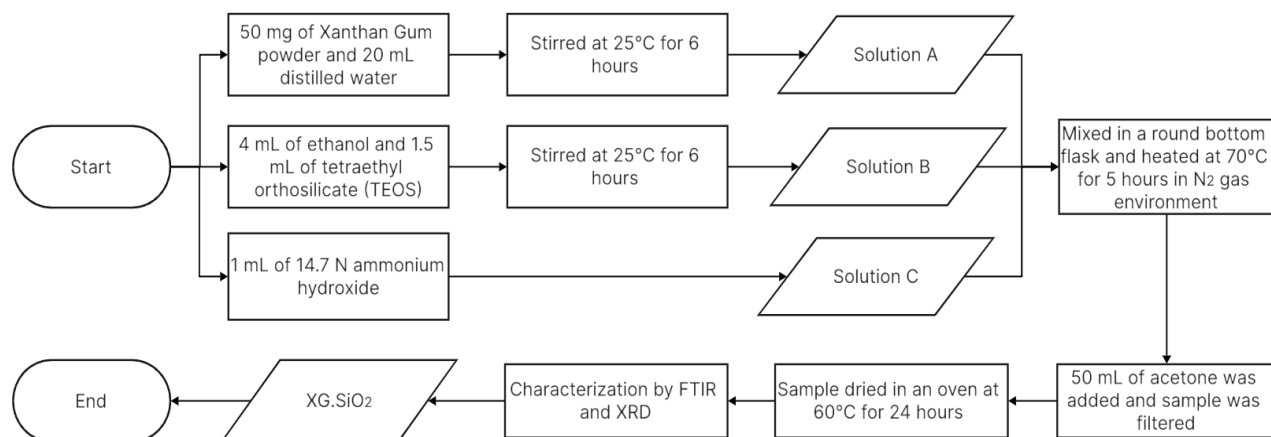 Start
50 mg of Xanthan Gum
powder and 20 mL
distilled water
Stirred at 25°C for 6
hours
Solution A
4 mL of ethanol and 1.5
mL of tetraethyl
orthosilicate (TEOS)
Stirred at 25°C for 6
hours
Solution B
1 mL of 14.7 N ammonium
hydroxide
Solution C
Mixed in a round bottom
flask and heated at 70°C
for 5 hours in N2 gas
environment
50 mL of acetone was
added and sample was
filtered
Sample dried in an oven at
60°C for 24 hours
Characterization by FTIR
and XRD
XG.SiO2
End